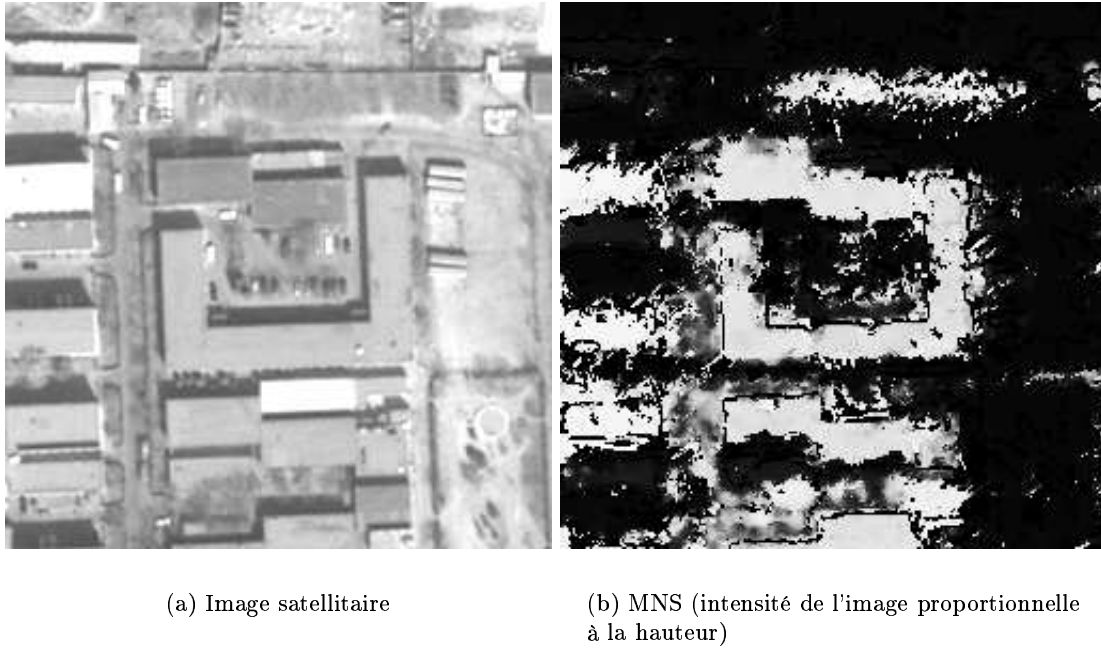 (a) Image satellitaire
(b) MNS (intensité de l'image proportionnelle
à la hauteur)